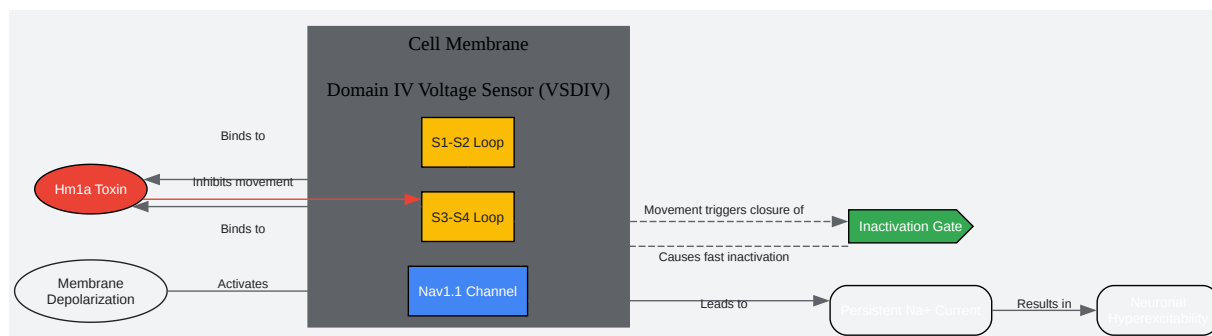 Cell Membrane
Domain IV Voltage Sensor (VSDIV)
S1-S2 Loop
Binds to
Hm1a Toxin
Inhibits movement
S3-S4 Loop
Binds to
Movement triggers closure of
Inactivation Gate
Causes fast inactivation
Membrane
Depolarization
Activates
Nav1.1 Channel
Leads to
Persistent Na+ Current
Results in
Neuronal
Hyperexcitability